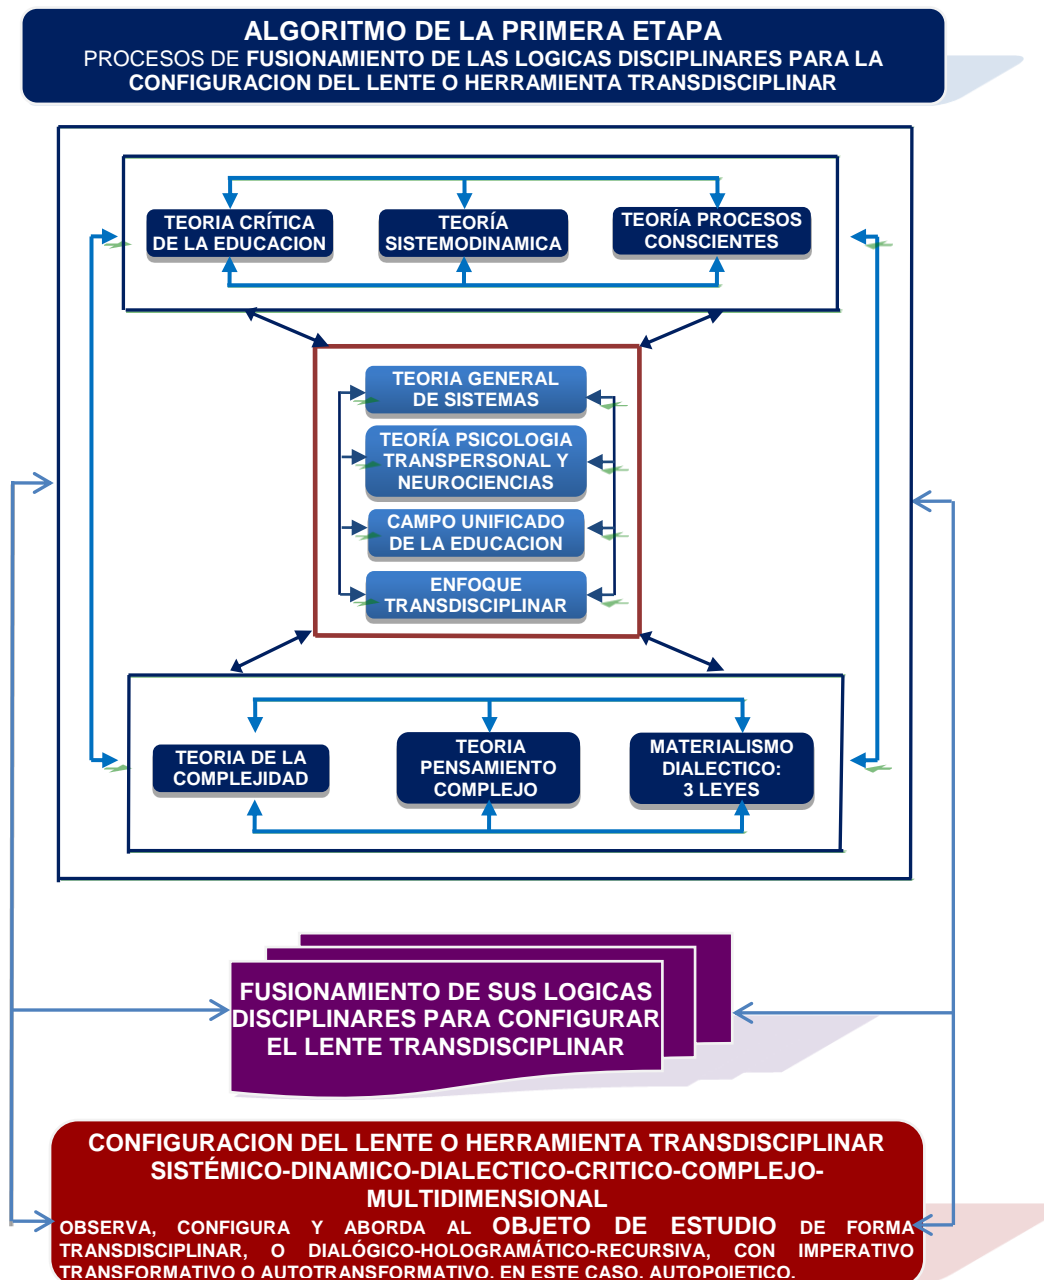 ALGORITMO DE LA PRIMERA ETAPA
PROCESOS DE FUSIONAMIENTO DE LAS LOGICAS DISCIPLINARES PARA LA
CONFIGURACION DEL LENTE O HERRAMIENTA TRANSDISCIPLINAR
TEORIA CRÍTICA
DE LA EDUCACION
TEORÍA
SISTEMODINAMICA
TEORÍA PROCESOS
CONSCIENTES
TEORIA GENERAL
DE SISTEMAS
TEORÍA PSICOLOGIA
TRANSPERSONAL Y
NEUROCIENCIAS
CAMPO UNIFICADO
DE LA EDUCACION
ENFOQUE
TRANSDISCIPLINAR
TEORIA DE LA
COMPLEJIDAD
TEORIA
PENSAMIENTO
COMPLEJO
MATERIALISMO
DIALECTICO:
3 LEYES
FUSIONAMIENTO DE SUS LOGICAS
DISCIPLINARES PARA CONFIGURAR
EL LENTE TRANSDISCIPLINAR
CONFIGURACION DEL LENTE O HERRAMIENTA TRANSDISCIPLINAR
SISTÉMICO-DINAMICO-DIALECTICO-CRITICO-COMPLEJO-
MULTIDIMENSIONAL
OBSERVA, CONFIGURA Y ABORDA AL OBJETO DE ESTUDIO DE FORMA
TRANSDISCIPLINAR, O DIALÓGICO-HOLOGRAMÁTICO-RECURSIVA, CON IMPERATIVO
TRANSFORMATIVO O AUTOTRANSFORMATIVO. EN ESTE CASO, AUTOPOIETICO.